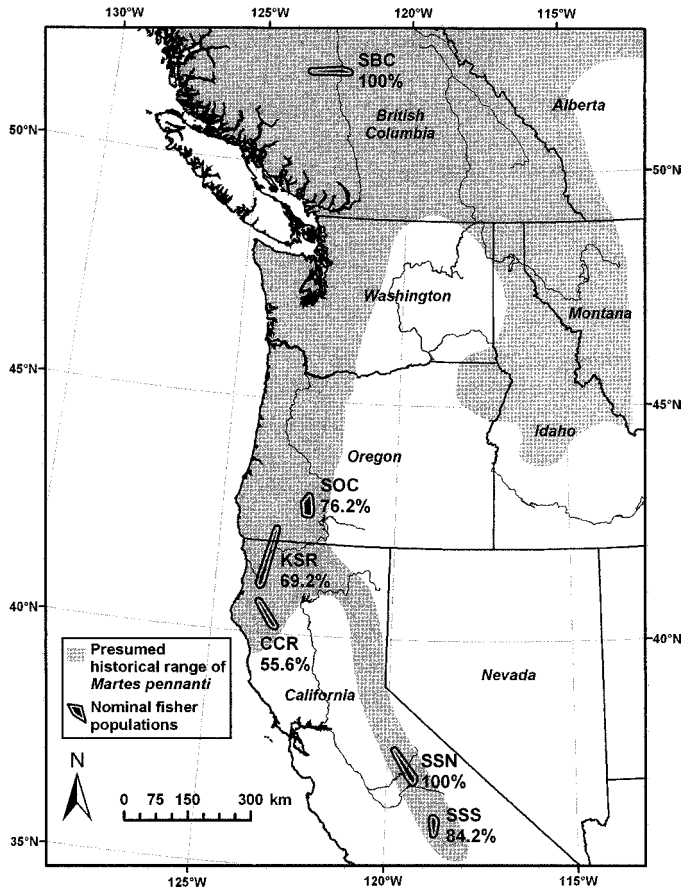 130°W 125°W 120°W 115°W
SBC
100%
Alberta
British
Columbia
50°N
50°N
Washington
Montana
45°N
45°N
Idaho
Oregon
SOC
76.2%
KSR
69.2%
40°N
40°N
CCR
55.6%
Presumed
historical range of
Martes pennanti
Nominal fisher
populations
Nevada
California
N
SSN
100%
0 75 150 300 km
SSS
84.2%
35°N
125°W 120°W 115°W